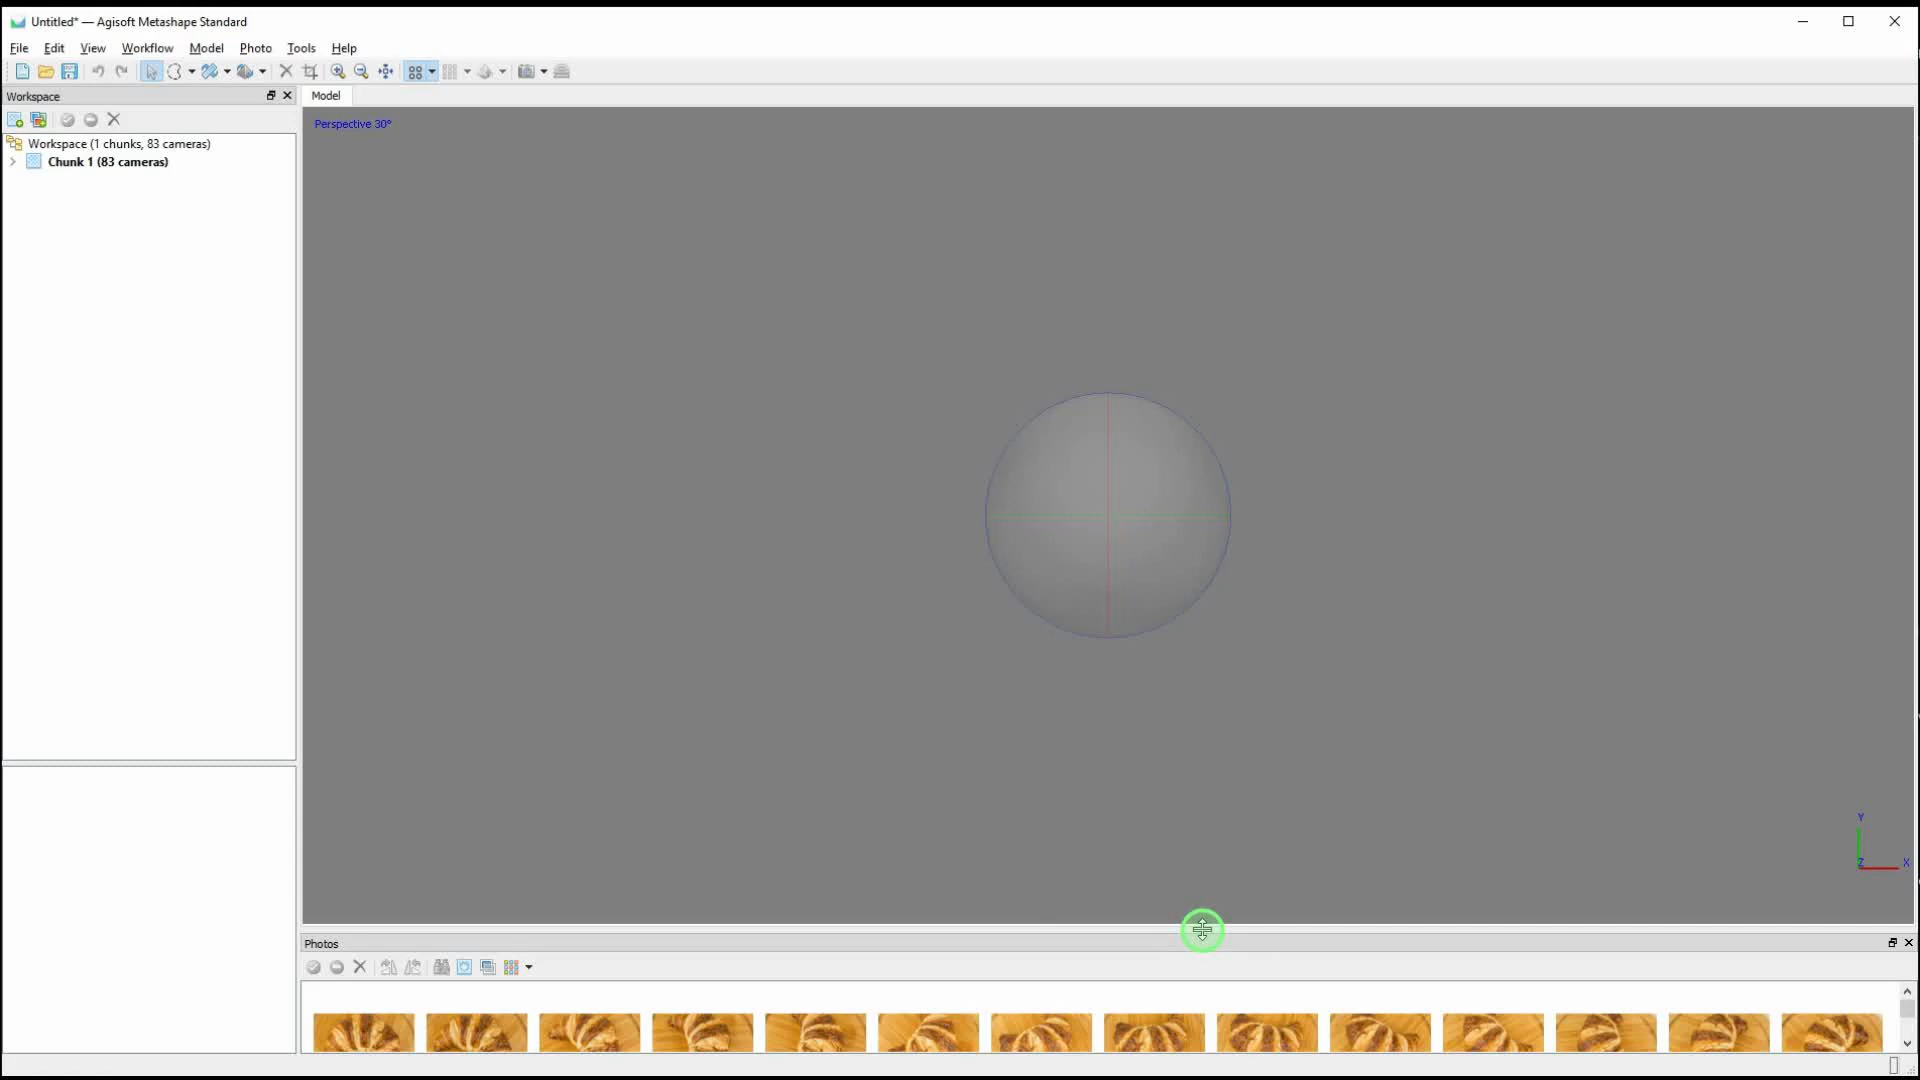 Untitled* — Agisoft Metashape Standard
File Edit View Workflow Model Photo Tools Help
Workspace
Model
Perspective 30°
Workspace (1 chunks, 83 cameras)
Chunk 1 (83 cameras)
Y
Z
X
Photos